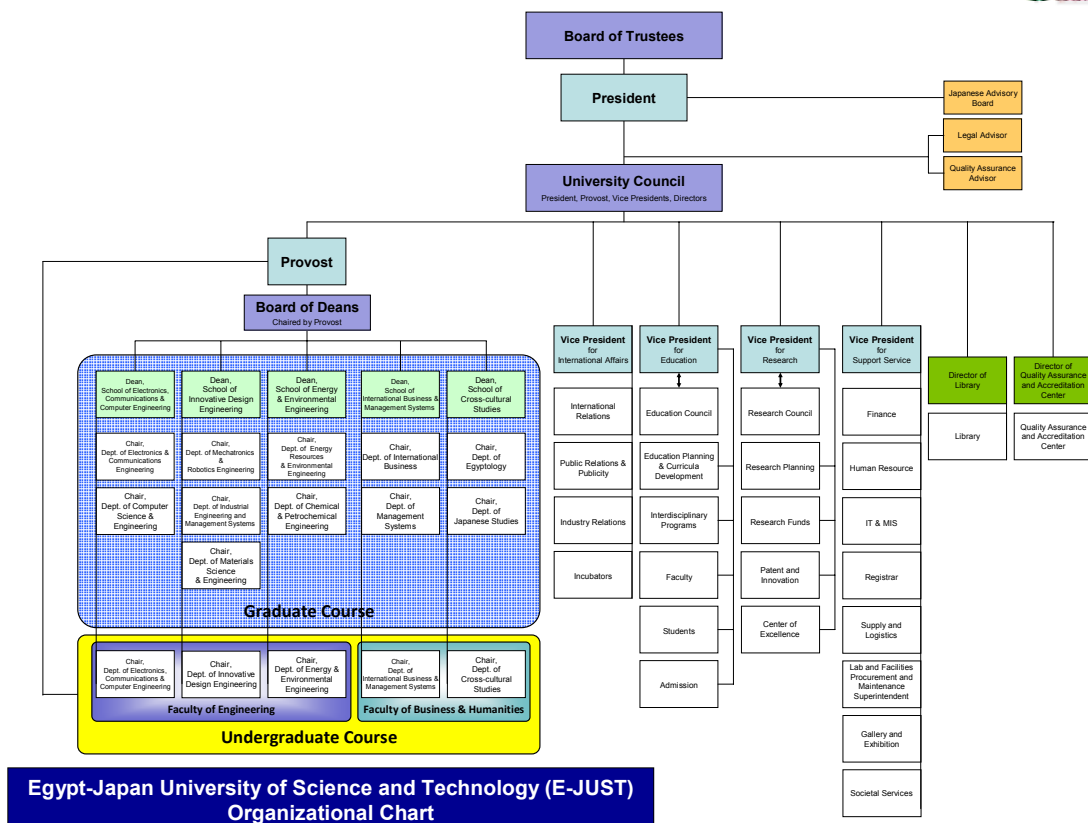 Board of Trustees
President
Japanese Advisory
Board
Legal Advisor
Quality Assurance
Advisor
University Council
President, Provost, Vice Presidents, Directors
Provost
Board of Deans
Chaired by Provost
Dean,
School of Electronics,
Communications &
Computer Engineering
Dean,
School of
Innovative Design
Engineering
Dean,
School of Energy
& Environmental
Engineering
Dean,
School of
International Business &
Management Systems
Dean,
School of
Cross-cultural
Studies
Chair,
Dept. of Electronics &
Communications
Engineering
Chair,
Dept. of Mechatronics
&
Robotics Engineering
Chair,
Dept. of Energy
Resources
& Environmental
Engineering
Chair,
Dept. of International
Business
Chair,
Dept. of
Egyptology
Chair,
Dept. of Computer
Science &
Engineering
Chair,
Dept. of Industrial
Engineering and
Management Systems
Chair,
Dept. of Chemical
& Petrochemical
Engineering
Chair,
Dept. of
Management
Systems
Chair,
Dept. of
Japanese Studies
Chair,
Dept. of Materials
Science
& Engineering
Graduate Course
Chair,
Dept. of Electronics,
Communications &
Computer Engineering
Chair,
Dept. of Innovative
Design Engineering
Chair,
Dept. of Energy &
Environmental
Engineering
Chair,
Dept. of
International Business &
Management Systems
Chair,
Dept. of
Cross-cultural
Studies
Faculty of Engineering
Faculty of Business & Humanities
Undergraduate Course
Vice President
for
International Affairs
International
Relations
Public Relations &
Publicity
Industry Relations
Incubators
Vice President
for
Education
Education Council
Education Planning
& Curricula
Development
Interdisciplinary
Programs
Faculty
Students
Admission
Vice President
for
Research
Research Council
Research Planning
Research Funds
Patent and
Innovation
Center of
Excellence
Vice President
for
Support Service
Finance
Human Resource
IT & MIS
Registrar
Supply and
Logistics
Lab and Facilities
Procurement and
Maintenance
Superintendent
Gallery and
Exhibition
Societal Services
Director of
Library
Library
Director of
Quality Assurance
and Accreditation
Center
Quality Assurance
and Accreditation
Center
Egypt-Japan University of Science and Technology (E-JUST)
Organizational Chart